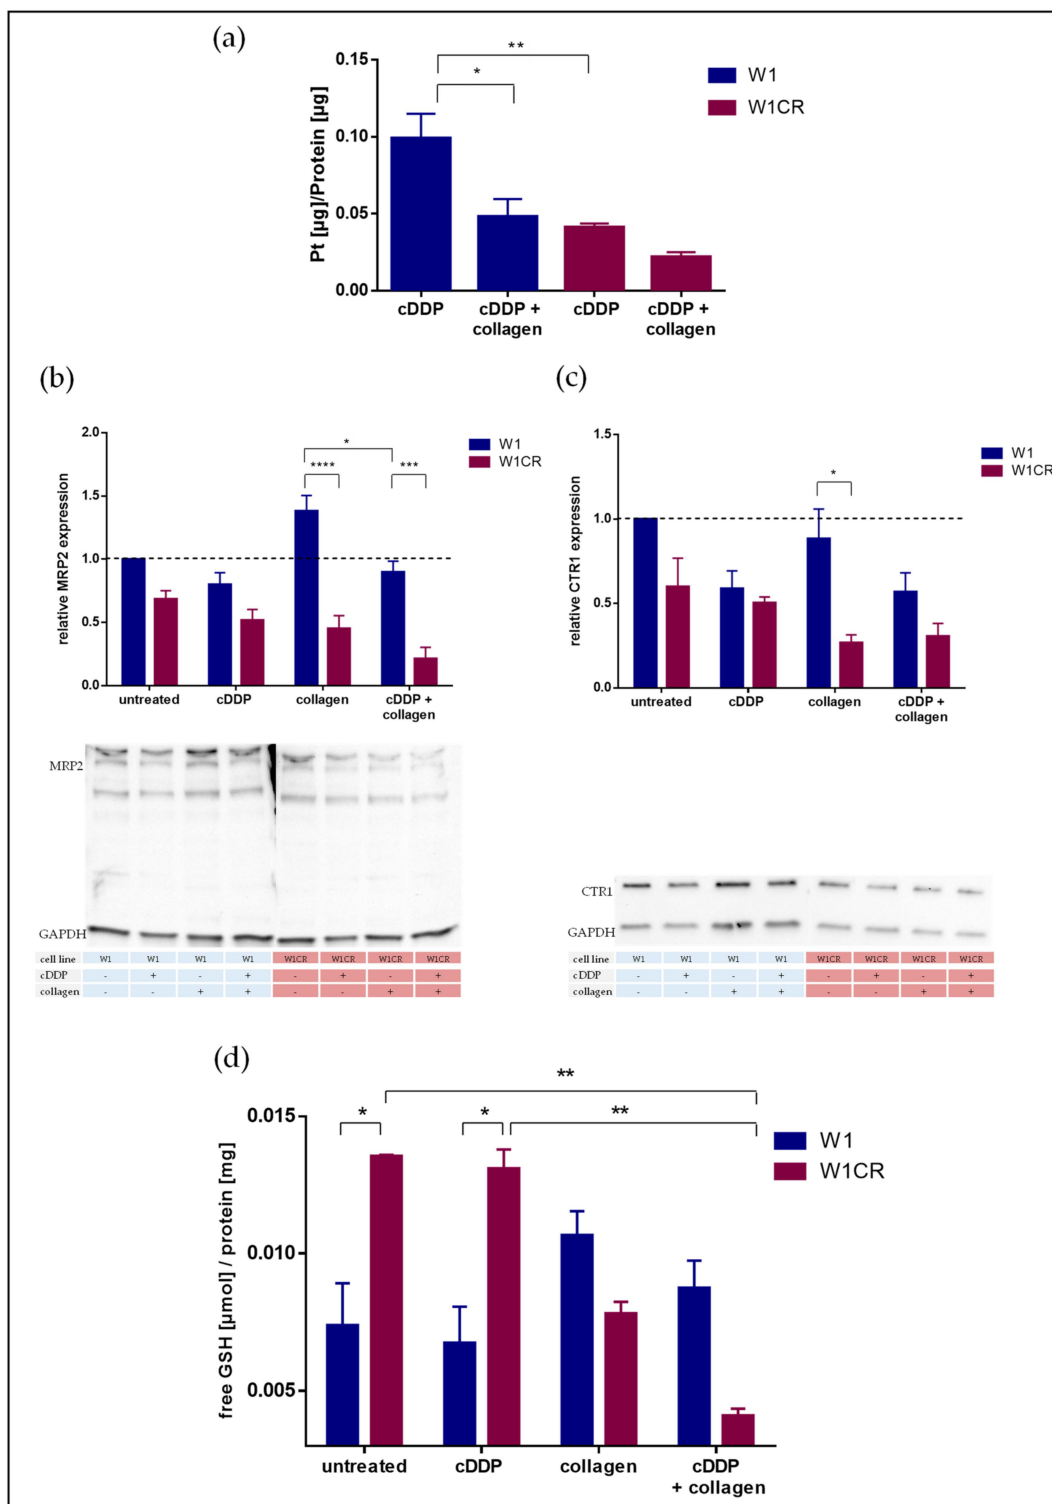 (a)
Pt [µg]/Protein [µg]
0.15
0.10
0.05
0.00
**
*
W1
W1CR
cDDP
cDDP +
collagen
cDDP
cDDP +
collagen
(b)
relative MRP2 expression
2.0
1.5
1.0
0.5
0.0
*
****
***
W1
W1CR
untreated
cDDP
collagen
cDDP +
collagen
MRP2
GAPDH
cell line W1 W1 W1 W1 W1CR W1CR W1CR W1CR
cDDP - + - + - + - +
collagen - - + + - - + +
(c)
relative CTR1 expression
1.5
1.0
0.5
0.0
*
W1
W1CR
untreated
cDDP
collagen
cDDP +
collagen
CTR1
GAPDH
cell line W1 W1 W1 W1 W1CR W1CR W1CR W1CR
cDDP - + - + - + - +
collagen - - + + - - + +
(d)
free GSH [µmol] / protein [mg]
0.015
0.010
0.005
**
*
*
**
W1
W1CR
untreated
cDDP
collagen
cDDP
+ collagen